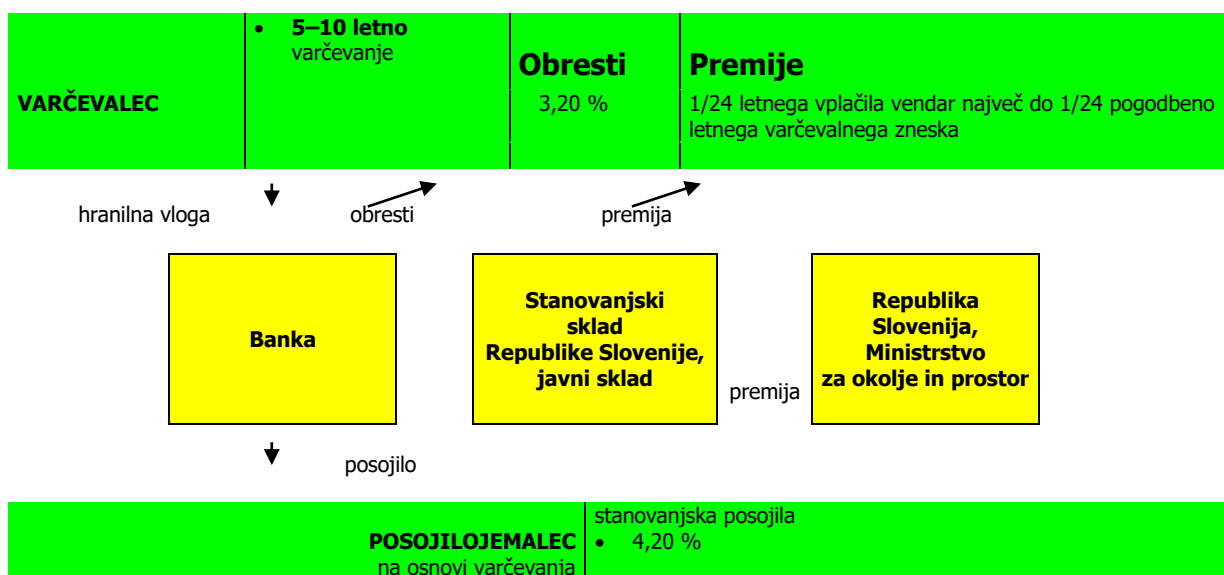 VARČEVALEC
• 5–10 letno
varčevanje
Obresti
3,20 %
Premije
1/24 letnega vplačila vendar največ do 1/24 pogodbeno
letnega varčevalnega zneska
hranilna vloga
obresti
premija
Banka
Stanovanjski
sklad
Republike Slovenije,
javni sklad
premija
Republika
Slovenija,
Ministrstvo
za okolje in prostor
posojilo
POSOJILOJEMALEC
na osnovi varčevanja
stanovanjska posojila
• 4,20 %